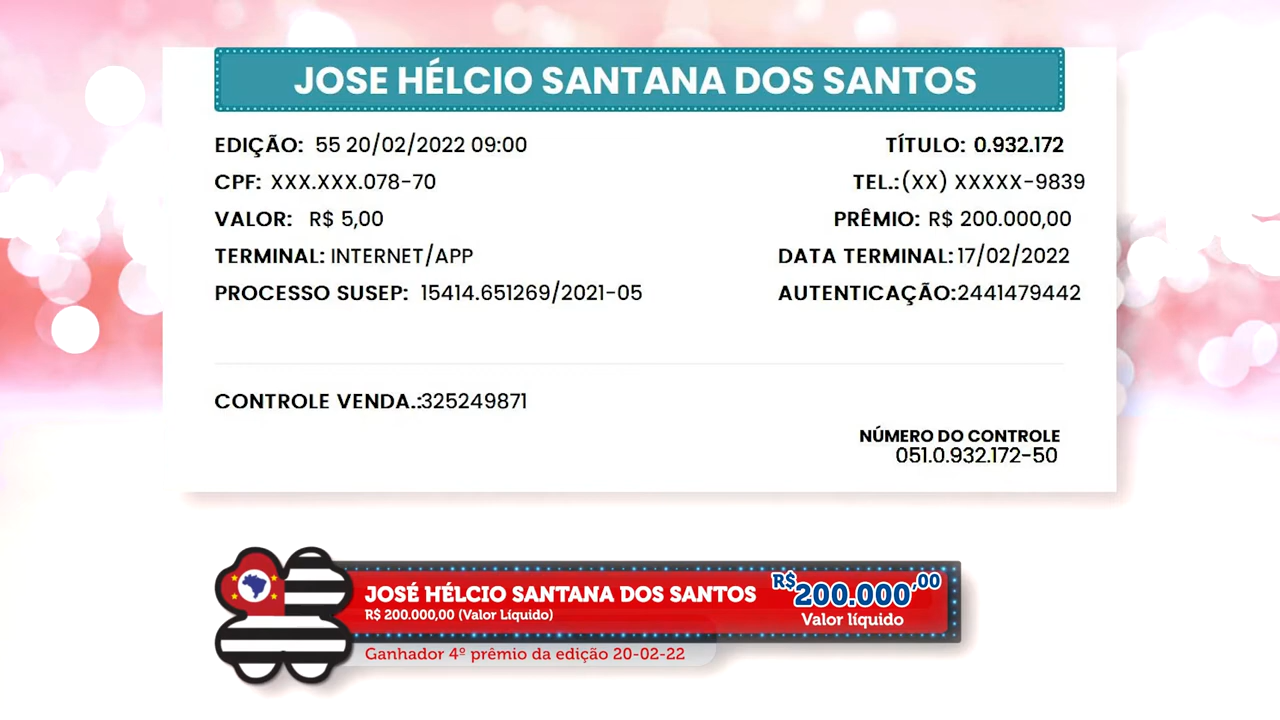 JOSE HÉLCIO SANTANA DOS SANTOS
EDIÇÃO: 55 20/02/2022 09:00 TÍTULO: 0.932.172
CPF: XXX.XXX.078-70 TEL.:(XX) XXXXX-9839
VALOR: R$ 5,00 PRÊMIO: R$ 200.000,00
TERMINAL: INTERNET/APP DATA TERMINAL: 17/02/2022
PROCESSO SUSEP: 15414.651269/2021-05 AUTENTICAÇÃO:2441479442
CONTROLE VENDA.:325249871
NÚMERO DO CONTROLE
051.0.932.172-50
JOSÉ HÉLCIO SANTANA DOS SANTOS R$ 200.000,00
R$ 200.000,00 (Valor Líquido) Valor líquido
Ganhador 4º prêmio da edição 20-02-22